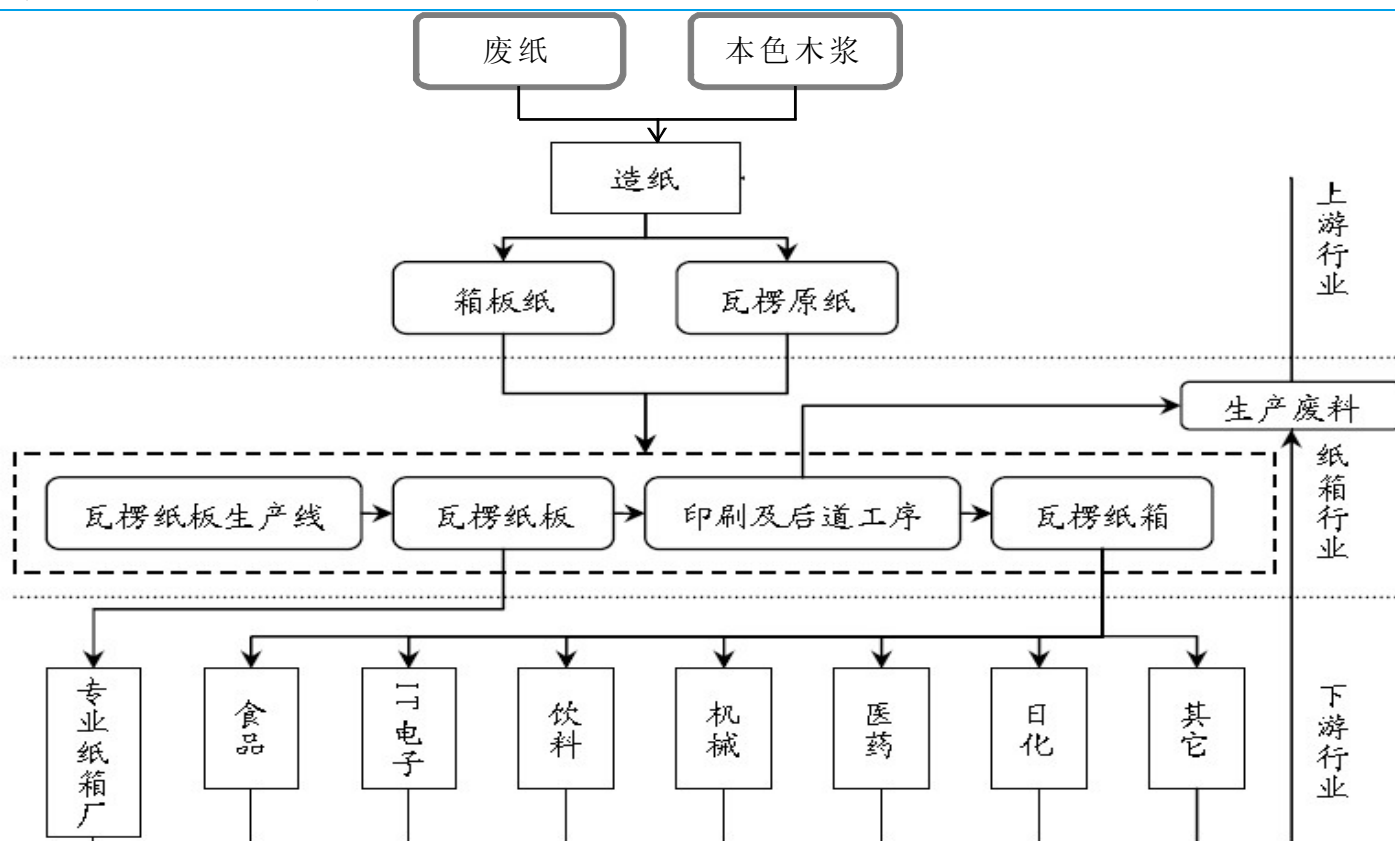 废纸
本色木浆
造纸
箱板纸
瓦楞原纸
上游行业
生产废料
瓦楞纸板生产线
瓦楞纸板
印刷及后道工序
瓦楞纸箱
纸箱行业
专业纸箱厂
食品
IT电子
饮料
机械
医药
日化
其它
下游行业